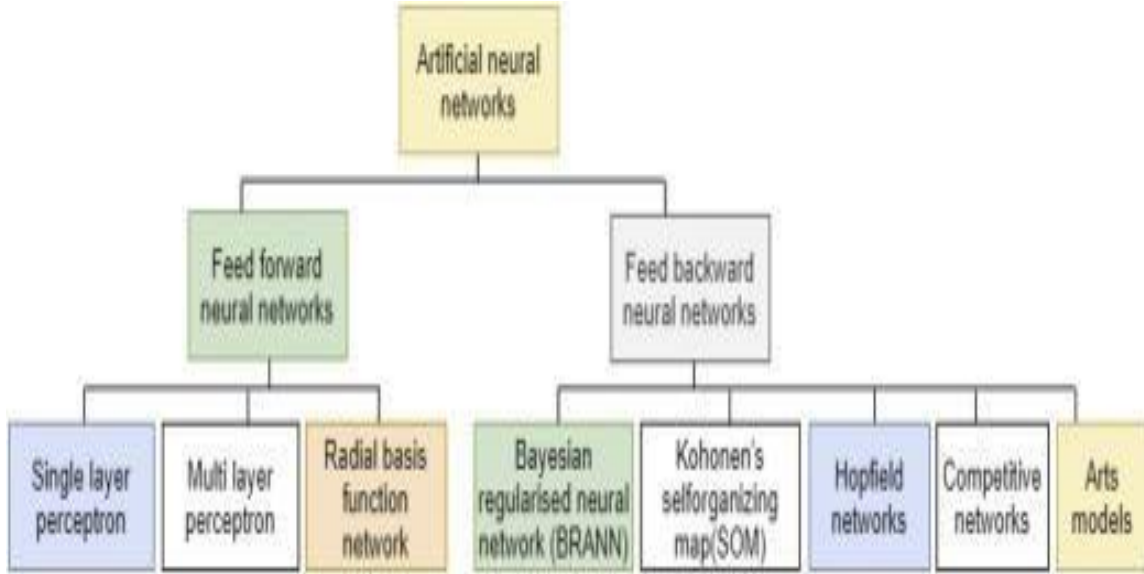 Artificial neural
networks
Feed forward
neural networks
Feed backward
neural networks
Single layer
perceptron
Multi layer
perceptron
Radial basis
function
network
Bayesian
regularised neural
network (BRANN)
Kohonen's
selforganizing
map(SOM)
Hopfield
networks
Competitive
networks
Arts
models